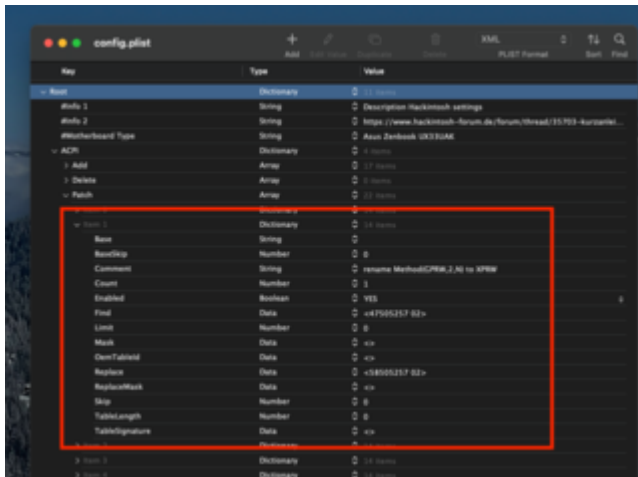 config.plist
Add Edit Value Duplicate Delete XML PLIST Format Sort Find
Key Type Value
Root Dictionary 11 items
#Info 1 String Description Hackintosh settings
#Info 2 String https://www.hackintosh-forum.de/forum/thread/35703-kurzanlei...
#Motherboard Type String Asus Zenbook UX33UAK
ACPI Dictionary 4 items
Add Array 17 items
Delete Array 0 items
Patch Array 22 items
Dictionary
Item 1 Dictionary 14 items
Base String
BaseSkip Number 0
Comment String rename Method(GPRW,2,N) to XPRW
Count Number 1
Enabled Boolean YES
Find Data <47505257 02>
Limit Number 0
Mask Data <>
OemTableId Data <>
Replace Data <58505257 02>
ReplaceMask Data <>
Skip Number 0
TableLength Number 0
TableSignature Data <>
Dictionary
Item 3 Dictionary 14 items
Item 4 Dictionary 14 items